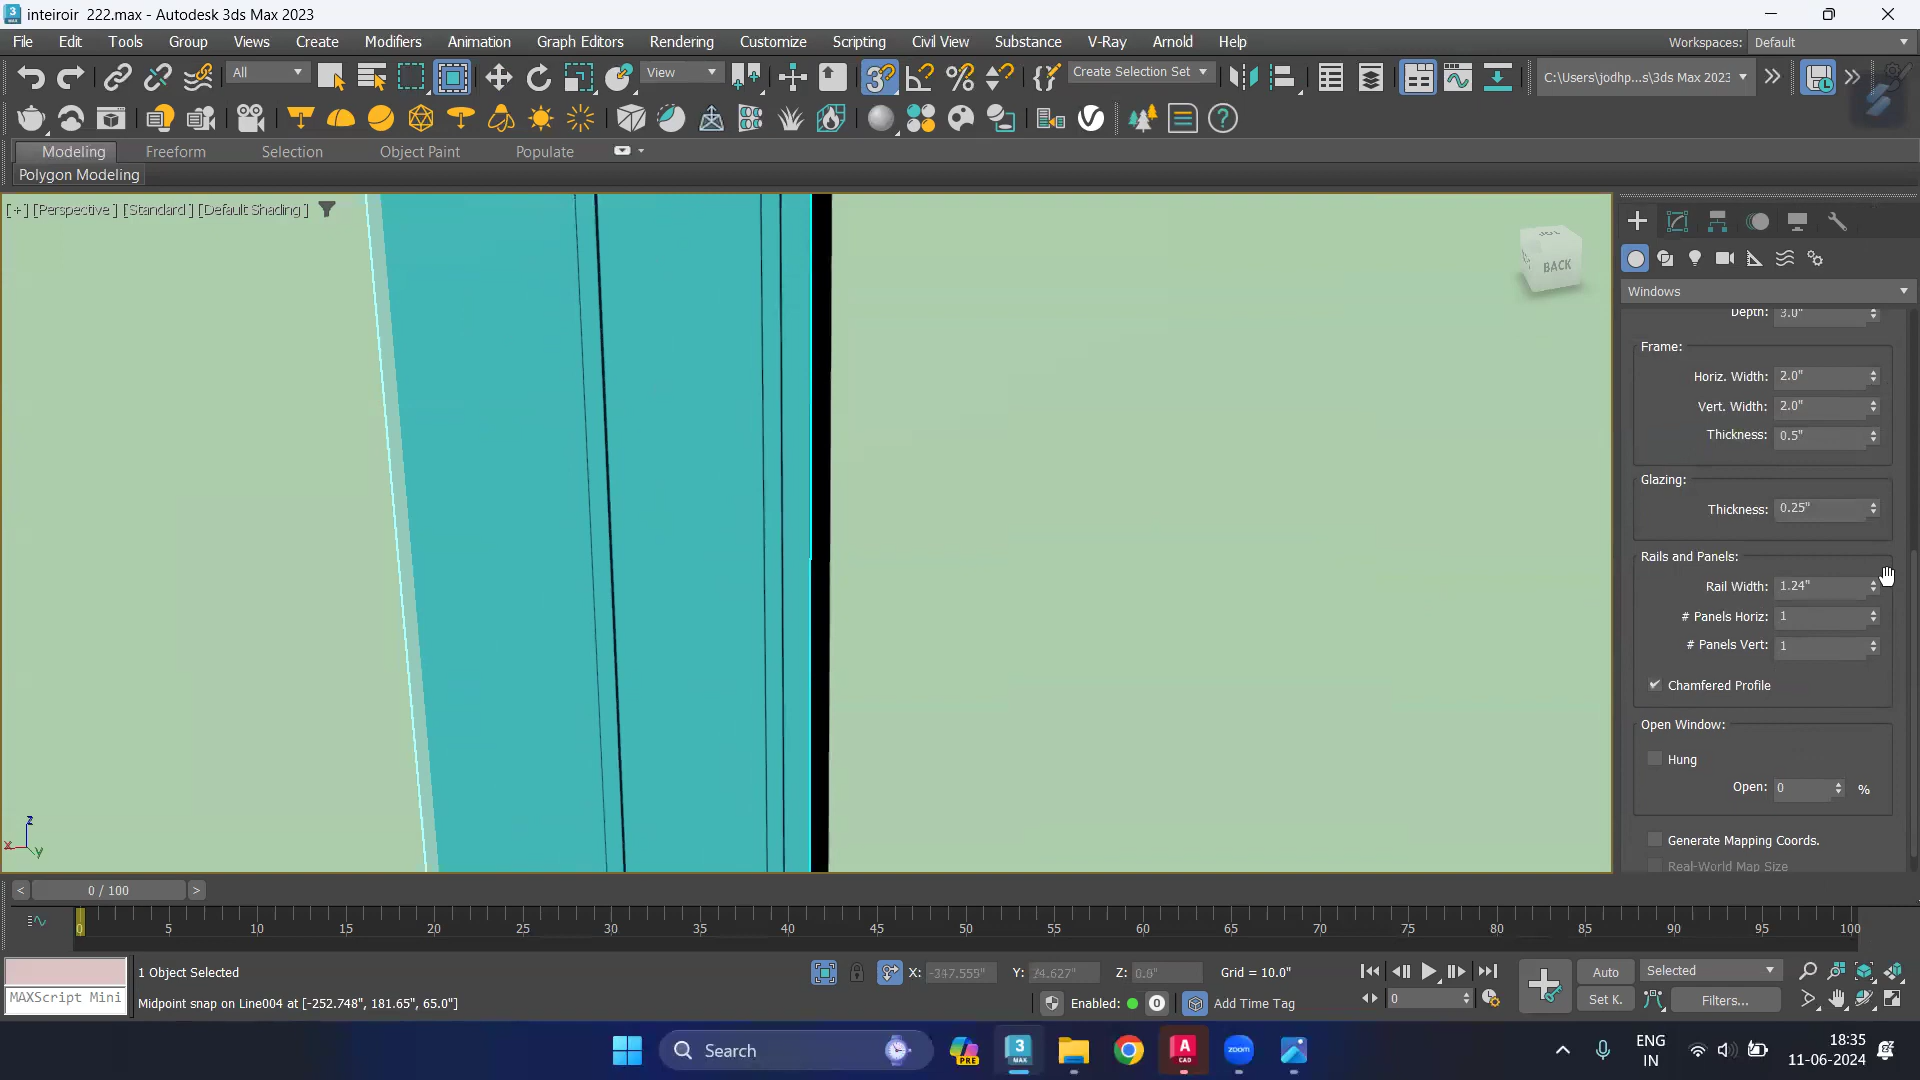 inteiroir 222.max - Autodesk 3ds Max 2023
File Edit Tools Group Views Create Modifiers Animation Graph Editors Rendering Customize Scripting Civil View Substance V-Ray Arnold Help Workspaces: Default
All View Create Selection Set C:\Users\jodhp...s\3ds Max 2023
Modeling Freeform Selection Object Paint Populate
Polygon Modeling
[+] [Perspective] [Standard] [Default Shading]
BACK
Windows
Depth: 3.0"
Frame:
Horiz. Width: 2.0"
Vert. Width: 2.0"
Thickness: 0.5"
Glazing:
Thickness: 0.25"
Rails and Panels:
Rail Width: 1.24"
# Panels Horiz: 1
# Panels Vert: 1
Chamfered Profile
Open Window:
Hung
Open: 0 %
Generate Mapping Coords.
Real-World Map Size
0 / 100
0 5 10 15 20 25 30 35 40 45 50 55 60 65 70 75 80 85 90 95 100
1 Object Selected X: -347.555" Y: 74.627" Z: 0.0" Grid = 10.0" Auto Selected
MAXScript Mini Midpoint snap on Line004 at [-252.748", 181.65", 65.0"] Enabled: 0 Add Time Tag 0 Set K. Filters...
Search
ENG
IN
18:35
11-06-2024